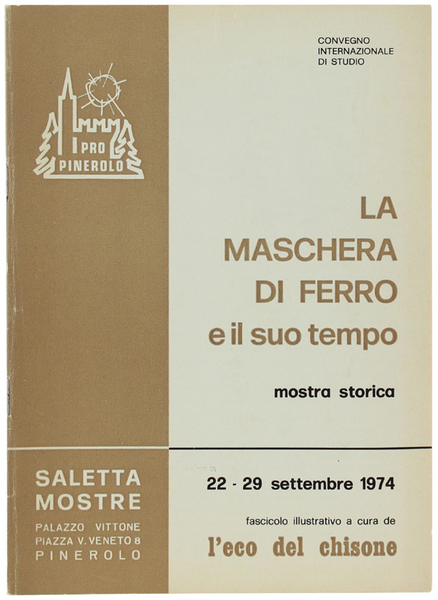 PRO
PINEROLO
CONVEGNO
INTERNAZIONALE
DI STUDIO
LA
MASCHERA
DI FERRO
e il suo tempo
mostra storica
SALETTA
MOSTRE
PALAZZO VITTONE
PIAZZA V. VENETO 8
PINEROLO
22 - 29 settembre 1974
fascicolo illustrativo a cura de
l'eco del chisone